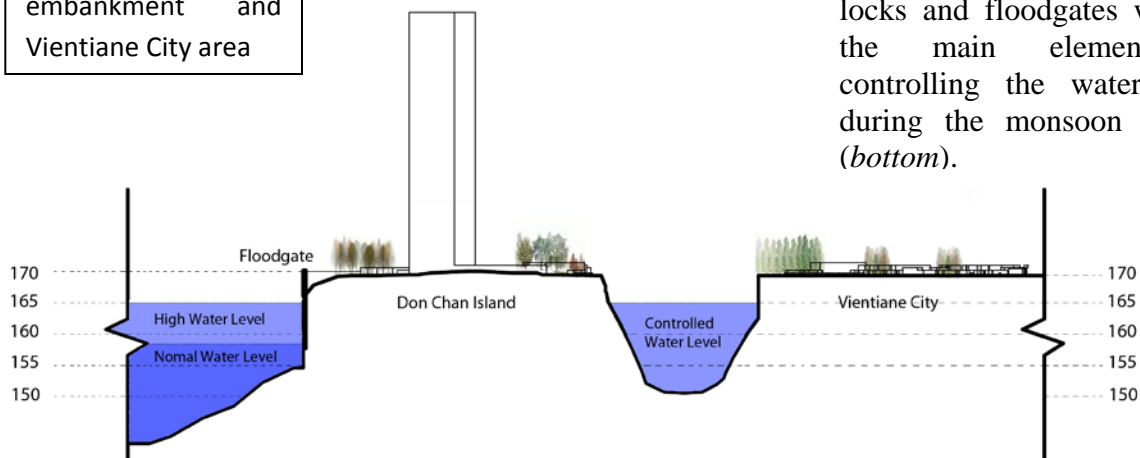 embankment and
Vientiane City area
locks and floodgates
the main
controlling the water
during the monsoon
(bottom).
Floodgate
170
165
160
155
150
High Water Level
Nomal Water Level
Don Chan Island
Controlled
Water Level
Vientiane City
170
165
160
155
150